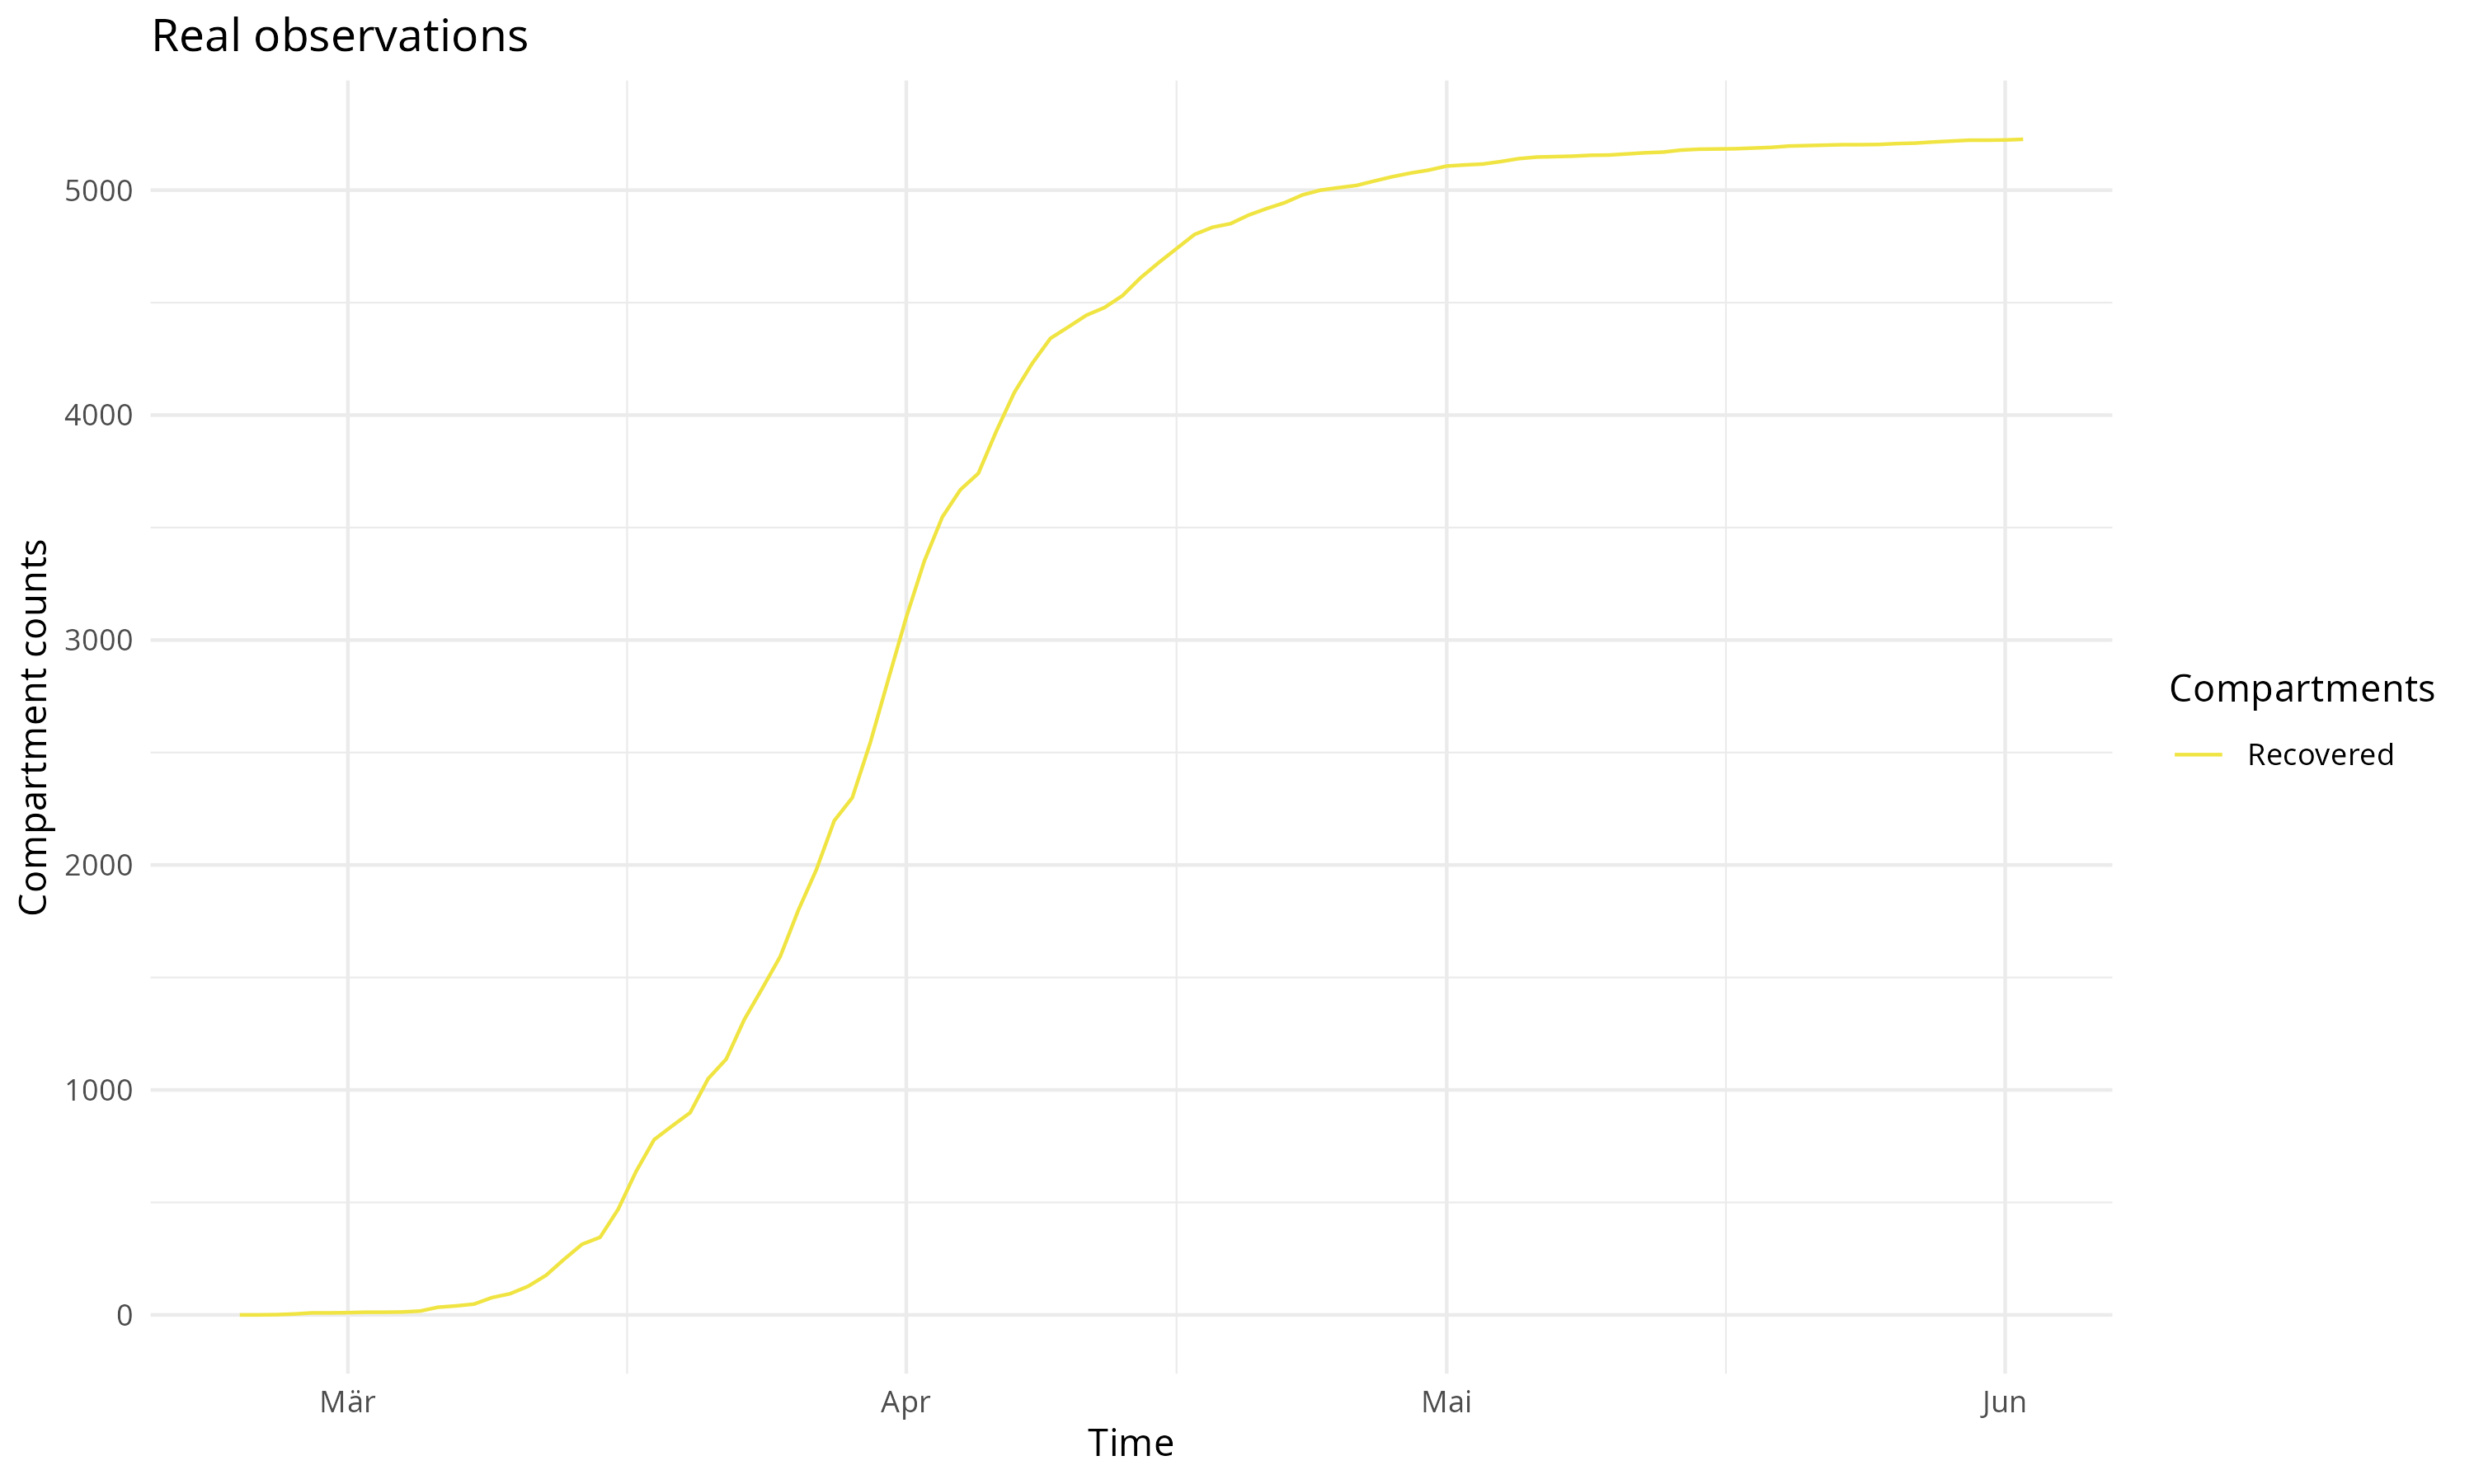 Real observations
Compartment counts
5000
4000
3000
2000
1000
0
Mär
Apr
Mai
Jun
Time
Compartments
Recovered